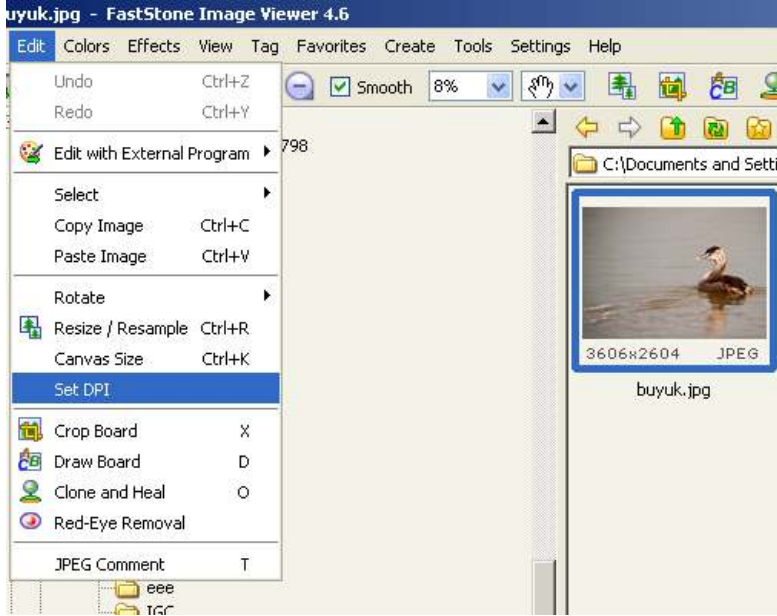 uyuk.jpg - FastStone Image Viewer 4.6
Edit Colors Effects View Tag Favorites Create Tools Settings Help
Smooth 8%
Undo Ctrl+Z
Redo Ctrl+Y
Edit with External Program
798
C:\Documents and Setti
Select
Copy Image Ctrl+C
Paste Image Ctrl+V
Rotate
Resize / Resample Ctrl+R
Canvas Size Ctrl+K
Set DPI
3606x2604 JPEG
buyuk.jpg
Crop Board X
Draw Board D
Clone and Heal O
Red-Eye Removal
JPEG Comment T
eee
IGC